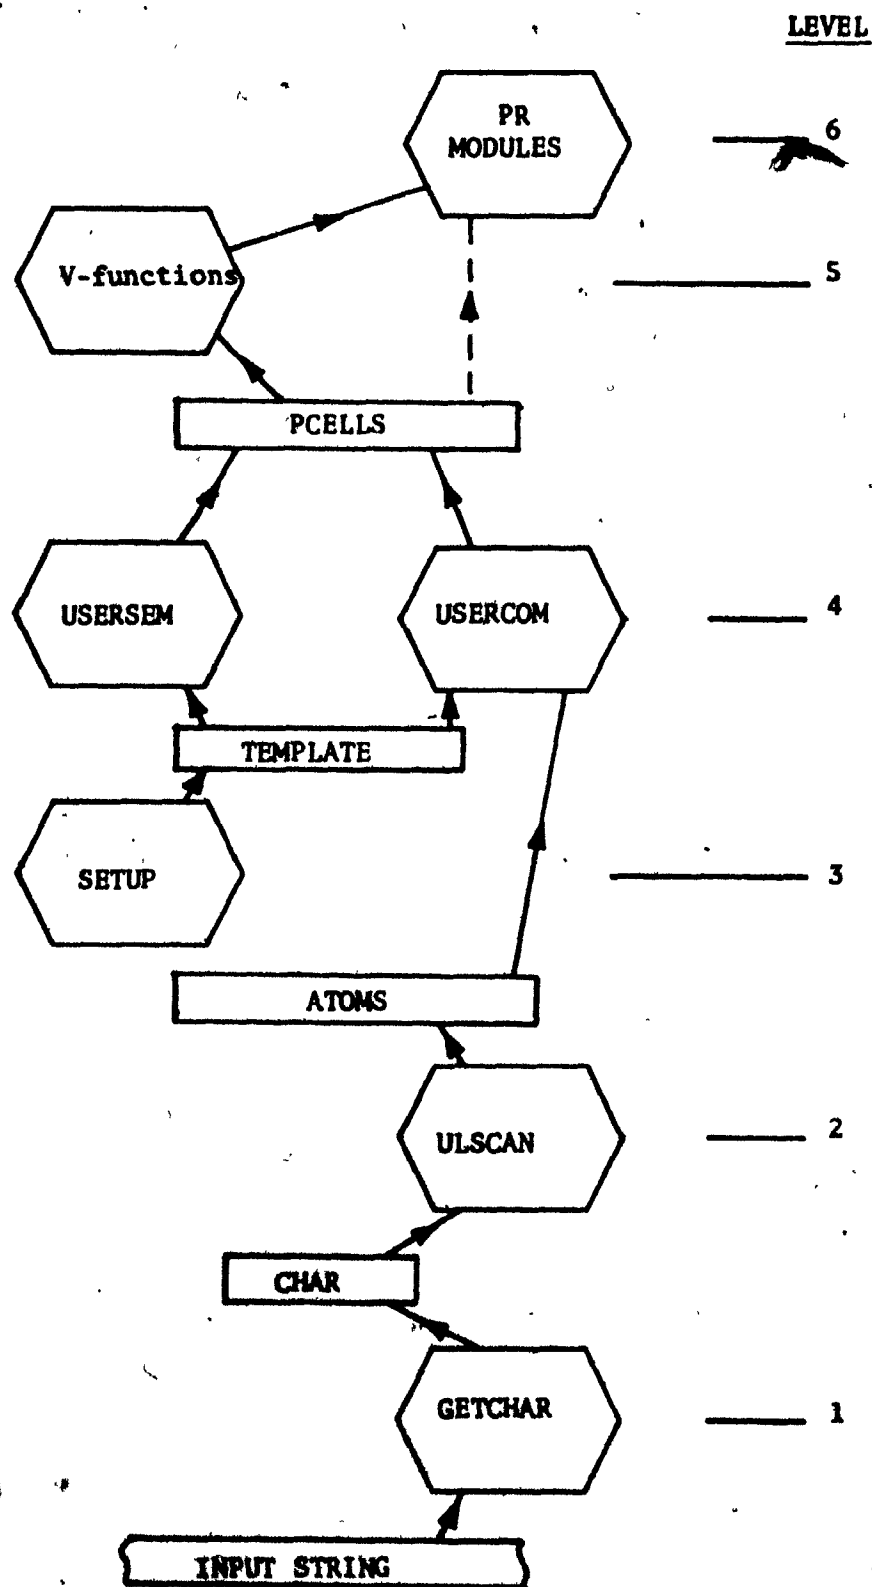 LEVEL
PR
MODULES
6
V-functions
5
PCELLS
USERSEM
USERCOM
4
TEMPLATE
SETUP
3
ATOMS
ULSCAN
2
CHAR
GETCHAR
1
INPUT STRING